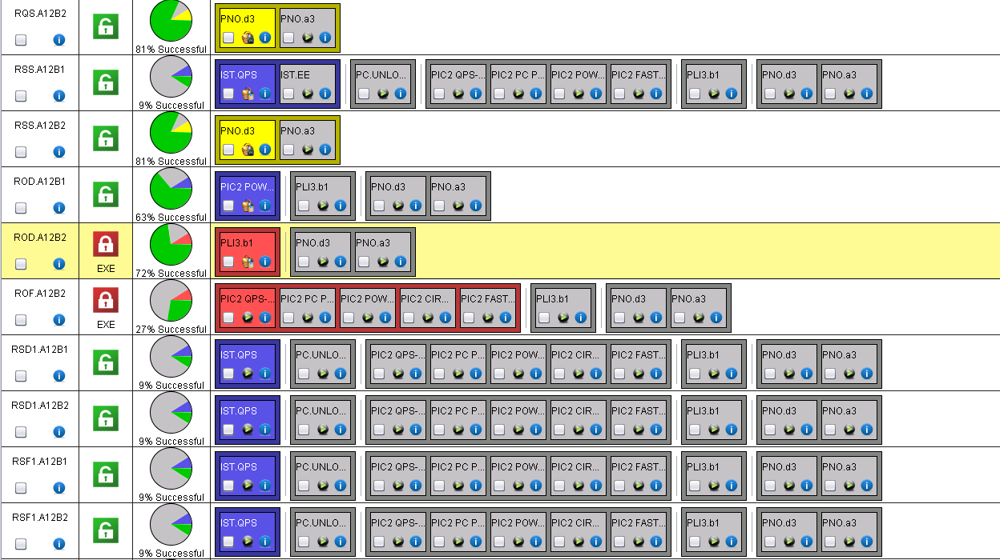 RQS.A12B2
81% Successful
PNO.d3 PNO.a3
RSS.A12B1
9% Successful
IST.QPS IST.EE PC.UNLO... PIC2 QPS-... PIC2 PC P... PIC2 POW... PIC2 FAST... PLI3.b1 PNO.d3 PNO.a3
RSS.A12B2
81% Successful
PNO.d3 PNO.a3
ROD.A12B1
63% Successful
PIC2 POW... PLI3.b1 PNO.d3 PNO.a3
ROD.A12B2
EXE
72% Successful
PLI3.b1 PNO.d3 PNO.a3
ROF.A12B2
EXE
27% Successful
PIC2 QPS-... PIC2 PC P... PIC2 POW... PIC2 CIR... PIC2 FAST... PLI3.b1 PNO.d3 PNO.a3
RSD1.A12B1
9% Successful
IST.QPS PC.UNLO... PIC2 QPS-... PIC2 PC P... PIC2 POW... PIC2 CIR... PIC2 FAST... PLI3.b1 PNO.d3 PNO.a3
RSD1.A12B2
9% Successful
IST.QPS PC.UNLO... PIC2 QPS-... PIC2 PC P... PIC2 POW... PIC2 CIR... PIC2 FAST... PLI3.b1 PNO.d3 PNO.a3
RSF1.A12B1
9% Successful
IST.QPS PC.UNLO... PIC2 QPS-... PIC2 PC P... PIC2 POW... PIC2 CIR... PIC2 FAST... PLI3.b1 PNO.d3 PNO.a3
RSF1.A12B2
9% Successful
IST.QPS PC.UNLO... PIC2 QPS-... PIC2 PC P... PIC2 POW... PIC2 CIR... PIC2 FAST... PLI3.b1 PNO.d3 PNO.a3